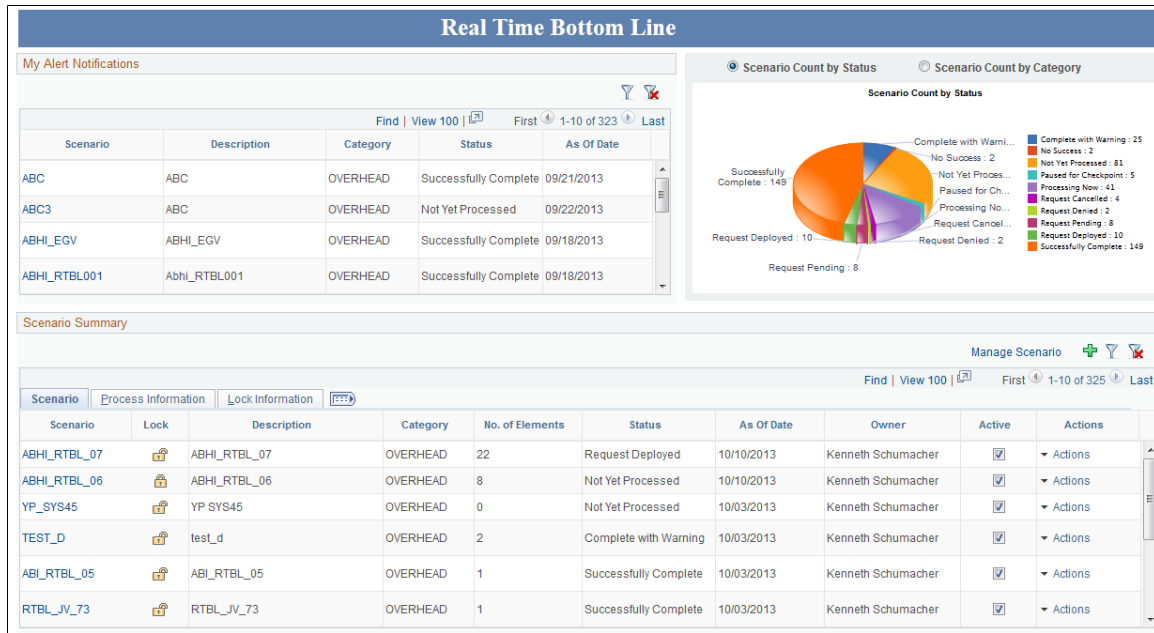 Real Time Bottom Line
My Alert Notifications
Find | View 100 | First 1-10 of 323 Last
Scenario Description Category Status As Of Date
ABC ABC OVERHEAD Successfully Complete 09/21/2013
ABC3 ABC OVERHEAD Not Yet Processed 09/22/2013
ABHI_EGV ABHI_EGV OVERHEAD Successfully Complete 09/18/2013
ABHI_RTBL001 Abhi_RTBL001 OVERHEAD Successfully Complete 09/18/2013
Scenario Count by Status Scenario Count by Category
Scenario Count by Status
Complete with Warni...
No Success : 2
Not Yet Proces...
Paused for Ch...
Processing No...
Request Cancel...
Request Denied : 2
Request Pending : 8
Request Deployed : 10
Successfully
Complete : 149
Complete with Warning : 25
No Success : 2
Not Yet Processed : 81
Paused for Checkpoint : 5
Processing Now : 41
Request Cancelled : 4
Request Denied : 2
Request Pending : 8
Request Deployed : 10
Successfully Complete : 149
Scenario Summary
Manage Scenario
Find | View 100 | First 1-10 of 325 Last
Scenario Process Information Lock Information
Scenario Lock Description Category No. of Elements Status As Of Date Owner Active Actions
ABHI_RTBL_07 ABHI_RTBL_07 OVERHEAD 22 Request Deployed 10/10/2013 Kenneth Schumacher Actions
ABHI_RTBL_06 ABHI_RTBL_06 OVERHEAD 8 Not Yet Processed 10/10/2013 Kenneth Schumacher Actions
YP_SYS45 YP SYS45 OVERHEAD 0 Not Yet Processed 10/03/2013 Kenneth Schumacher Actions
TEST_D test_d OVERHEAD 2 Complete with Warning 10/03/2013 Kenneth Schumacher Actions
ABI_RTBL_05 ABI_RTBL_05 OVERHEAD 1 Successfully Complete 10/03/2013 Kenneth Schumacher Actions
RTBL_JV_73 RTBL_JV_73 OVERHEAD 1 Successfully Complete 10/03/2013 Kenneth Schumacher Actions